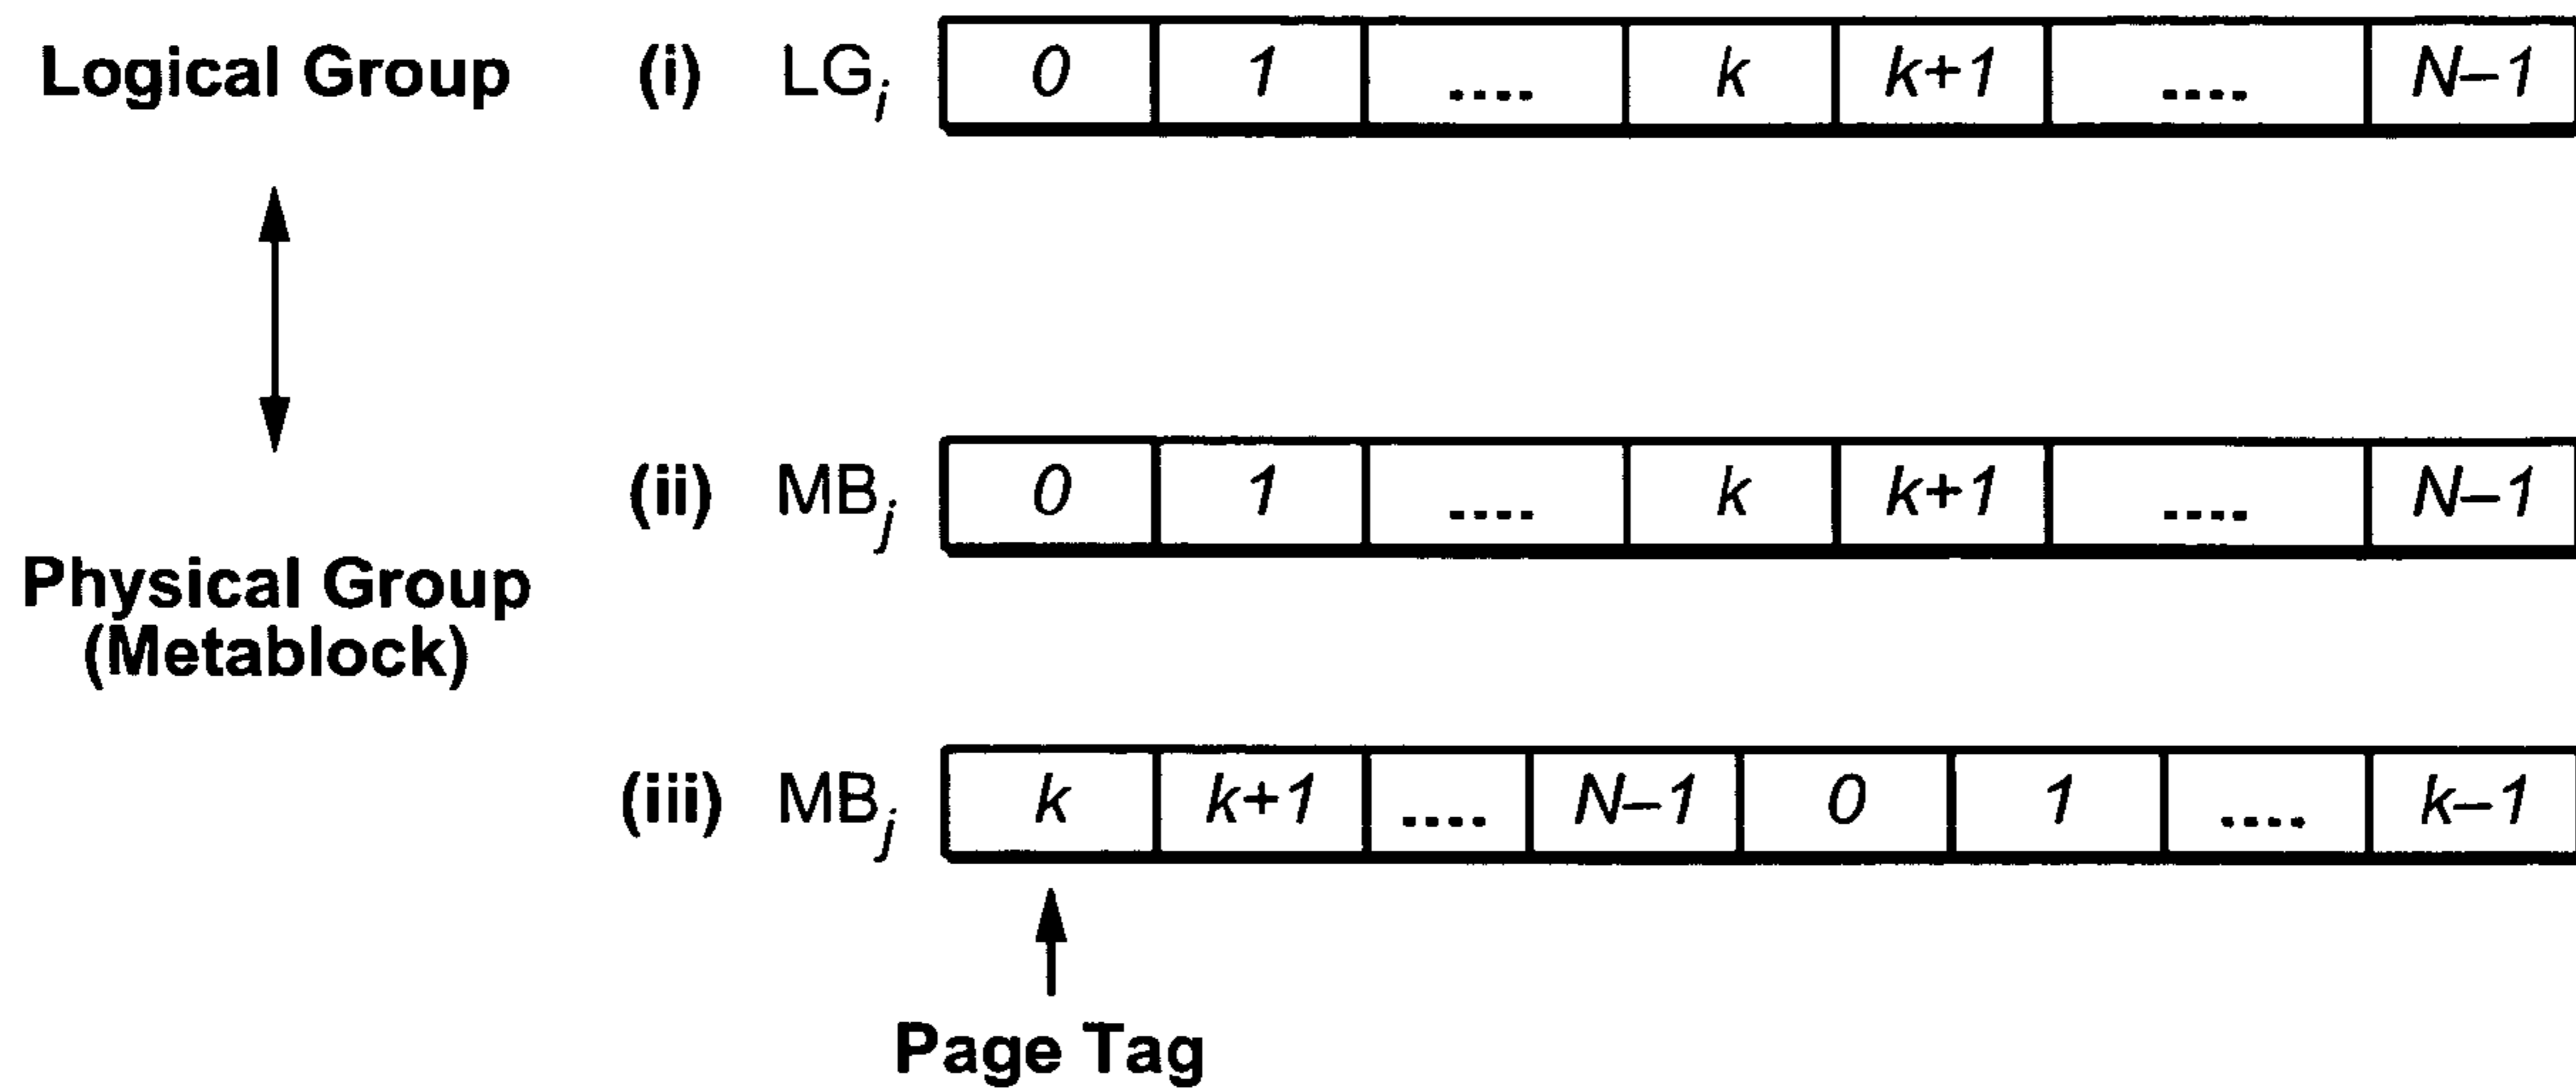 Logical Group (i) LGi 0 1 .... k k+1 .... N–1
(ii) MBj 0 1 .... k k+1 .... N–1
Physical Group
(Metablock)
(iii) MBj k k+1 .... N–1 0 1 .... k–1
Page Tag